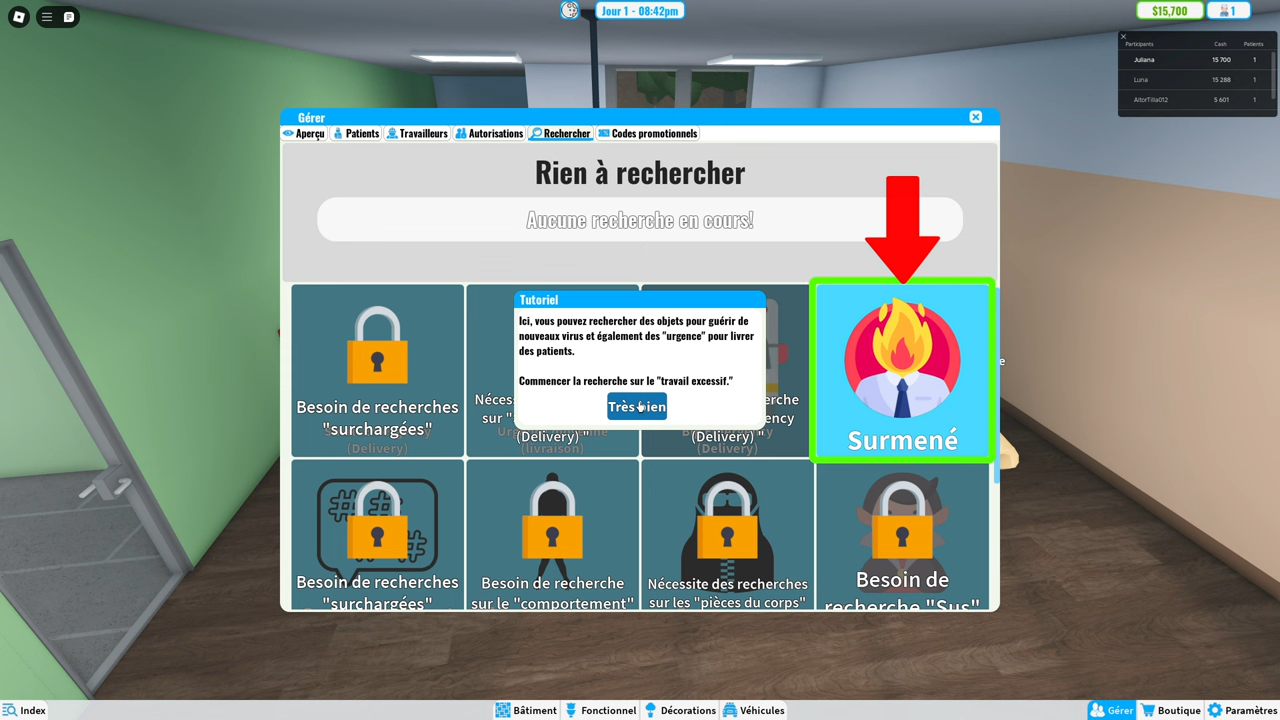 Jour 1 - 08:42pm
$15,700
1
Participants Cash Patients
Juliana 15 700 1
Luna 15 288 1
AitorTilla012 5 601 1
Gérer
Aperçu Patients Travailleurs Autorisations Rechercher Codes promotionnels
Rien à rechercher
Aucune recherche en cours!
Tutoriel
Ici, vous pouvez rechercher des objets pour guérir de
nouveaux virus et également des "urgence" pour livrer
des patients.
Commencer la recherche sur le "travail excessif."
Très bien
Besoin de recherches
"surchargées"
(Delivery)
sur "
(Delivery)
(livraison)
(Delivery)
(Delivery)
Surmené
Besoin de recherches
"surchargées"
Besoin de recherche
sur le "comportement"
Nécessite des recherches
sur les "pièces du corps"
Besoin de
recherche "Sus"
Index Bâtiment Fonctionnel Décorations Véhicules Gérer Boutique Paramètres